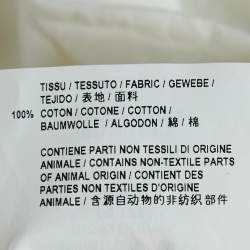 TISSU / TESSUTO / FABRIC / GEWEBE /
TEJIDO / 表地 / 面料
100% COTON / COTONE / COTTON /
BAUMWOLLE / ALGODON / 綿 / 棉
CONTIENE PARTI NON TESSILI DI ORIGINE
ANIMALE / CONTAINS NON-TEXTILE PARTS
OF ANIMAL ORIGIN / CONTIENT DES
PARTIES NON TEXTILES D'ORIGINE
ANIMALE / 含源自动物的非纺织部件